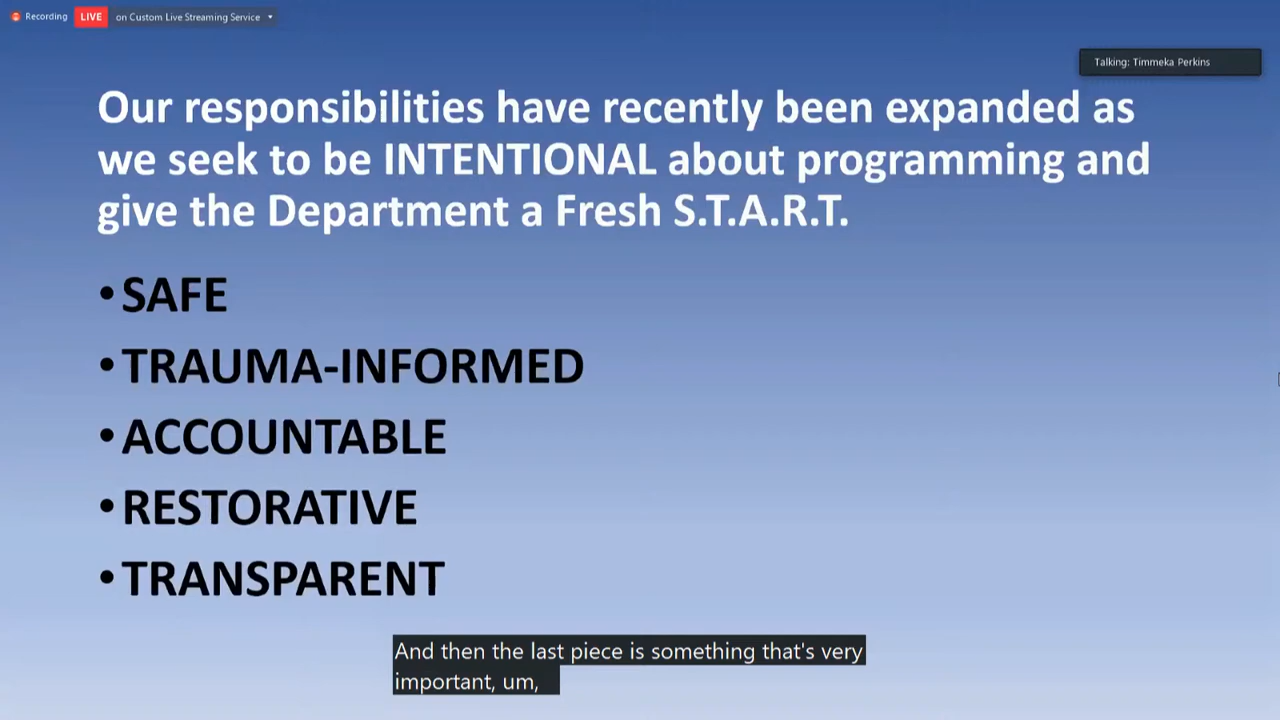 Recording LIVE on Custom Live Streaming Service
Talking: Timmeka Perkins
Our responsibilities have recently been expanded as
we seek to be INTENTIONAL about programming and
give the Department a Fresh S.T.A.R.T.
•SAFE
•TRAUMA-INFORMED
•ACCOUNTABLE
•RESTORATIVE
•TRANSPARENT
And then the last piece is something that's very
important, um,